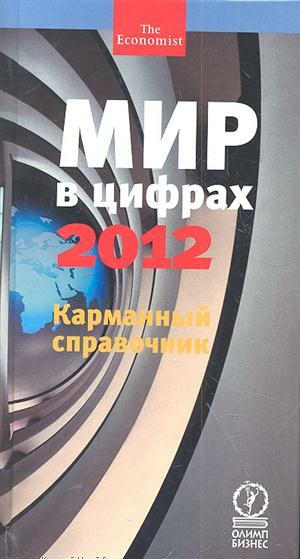 The
Economist
МИР
в цифрах
2012
Карманный
справочник
ОЛИМП
БИЗНЕС